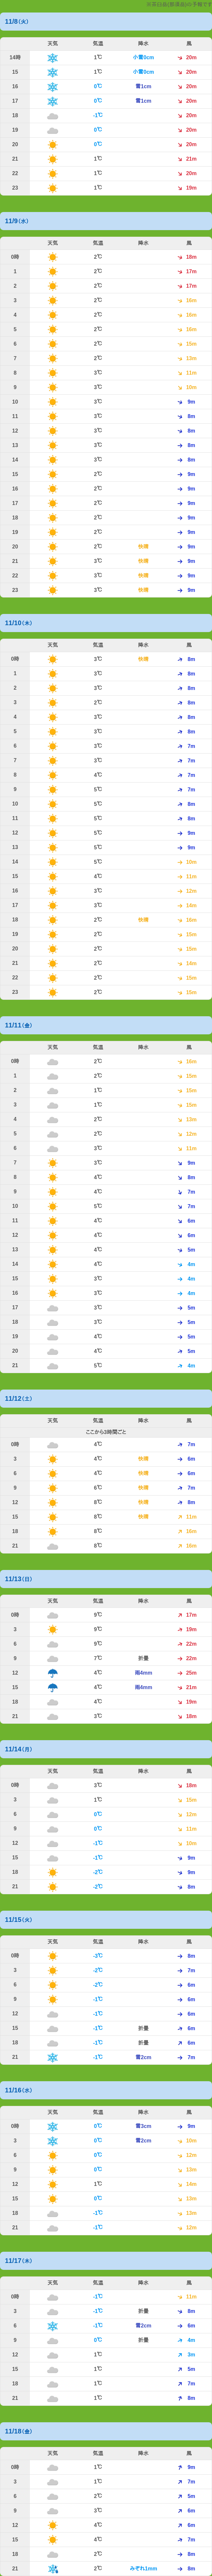 11/8(火)
天気 気温 降水 風
14時 1℃ 小雪0cm 20m
15 1℃ 小雪0cm 20m
16 0℃ 雪1cm 20m
17 0℃ 雪1cm 20m
18 -1℃ 20m
19 0℃ 20m
20 0℃ 20m
21 1℃ 21m
22 1℃ 20m
23 1℃ 19m
11/9(水)
天気 気温 降水 風
0時 2℃ 18m
1 2℃ 17m
2 2℃ 17m
3 2℃ 16m
4 2℃ 16m
5 2℃ 16m
6 2℃ 15m
7 2℃ 13m
8 3℃ 11m
9 3℃ 10m
10 3℃ 9m
11 3℃ 8m
12 3℃ 8m
13 3℃ 8m
14 3℃ 8m
15 2℃ 9m
16 2℃ 9m
17 2℃ 9m
18 2℃ 9m
19 2℃ 9m
20 2℃ 快晴 9m
21 3℃ 快晴 9m
22 3℃ 快晴 9m
23 3℃ 快晴 9m
11/10(木)
天気 気温 降水 風
0時 3℃ 快晴 8m
1 3℃ 8m
2 3℃ 8m
3 2℃ 8m
4 3℃ 8m
5 3℃ 8m
6 3℃ 7m
7 3℃ 7m
8 4℃ 7m
9 5℃ 7m
10 5℃ 8m
11 5℃ 8m
12 5℃ 9m
13 5℃ 9m
14 5℃ 10m
15 4℃ 11m
16 3℃ 12m
17 3℃ 14m
18 2℃ 快晴 16m
19 2℃ 15m
20 2℃ 15m
21 2℃ 14m
22 2℃ 15m
23 2℃ 15m
11/11(金)
天気 気温 降水 風
0時 2℃ 16m
1 2℃ 15m
2 1℃ 15m
3 1℃ 15m
4 2℃ 13m
5 2℃ 12m
6 3℃ 11m
7 3℃ 9m
8 4℃ 8m
9 4℃ 7m
10 5℃ 7m
11 4℃ 6m
12 4℃ 6m
13 4℃ 5m
14 4℃ 4m
15 3℃ 4m
16 3℃ 4m
17 3℃ 5m
18 3℃ 5m
19 4℃ 5m
20 4℃ 5m
21 5℃ 4m
11/12(土)
天気 気温 降水 風
ここから3時間ごと
0時 4℃ 7m
3 4℃ 快晴 6m
6 4℃ 快晴 6m
9 6℃ 快晴 7m
12 8℃ 快晴 8m
15 8℃ 快晴 11m
18 8℃ 16m
21 8℃ 16m
11/13(日)
天気 気温 降水 風
0時 9℃ 17m
3 9℃ 19m
6 9℃ 22m
9 7℃ 折曇 22m
12 4℃ 雨4mm 25m
15 4℃ 雨4mm 21m
18 4℃ 19m
21 3℃ 18m
11/14(月)
天気 気温 降水 風
0時 3℃ 18m
3 1℃ 15m
6 0℃ 12m
9 0℃ 11m
12 -1℃ 10m
15 -1℃ 9m
18 -2℃ 9m
21 -2℃ 8m
11/15(火)
天気 気温 降水 風
0時 -3℃ 8m
3 -2℃ 7m
6 -2℃ 6m
9 -1℃ 6m
12 -1℃ 6m
15 -1℃ 折曇 6m
18 -1℃ 折曇 6m
21 -1℃ 雪2cm 7m
11/16(水)
天気 気温 降水 風
0時 0℃ 雪3cm 9m
3 0℃ 雪2cm 10m
6 0℃ 12m
9 0℃ 13m
12 1℃ 14m
15 0℃ 13m
18 -1℃ 13m
21 -1℃ 12m
11/17(木)
天気 気温 降水 風
0時 -1℃ 11m
3 -1℃ 折曇 8m
6 -1℃ 雪2cm 6m
9 0℃ 折曇 4m
12 1℃ 3m
15 1℃ 5m
18 1℃ 7m
21 1℃ 8m
11/18(金)
天気 気温 降水 風
0時 1℃ 9m
3 1℃ 7m
6 2℃ 5m
9 3℃ 6m
12 4℃ 6m
15 4℃ 7m
18 2℃ 8m
21 2℃ みぞれ1mm 8m